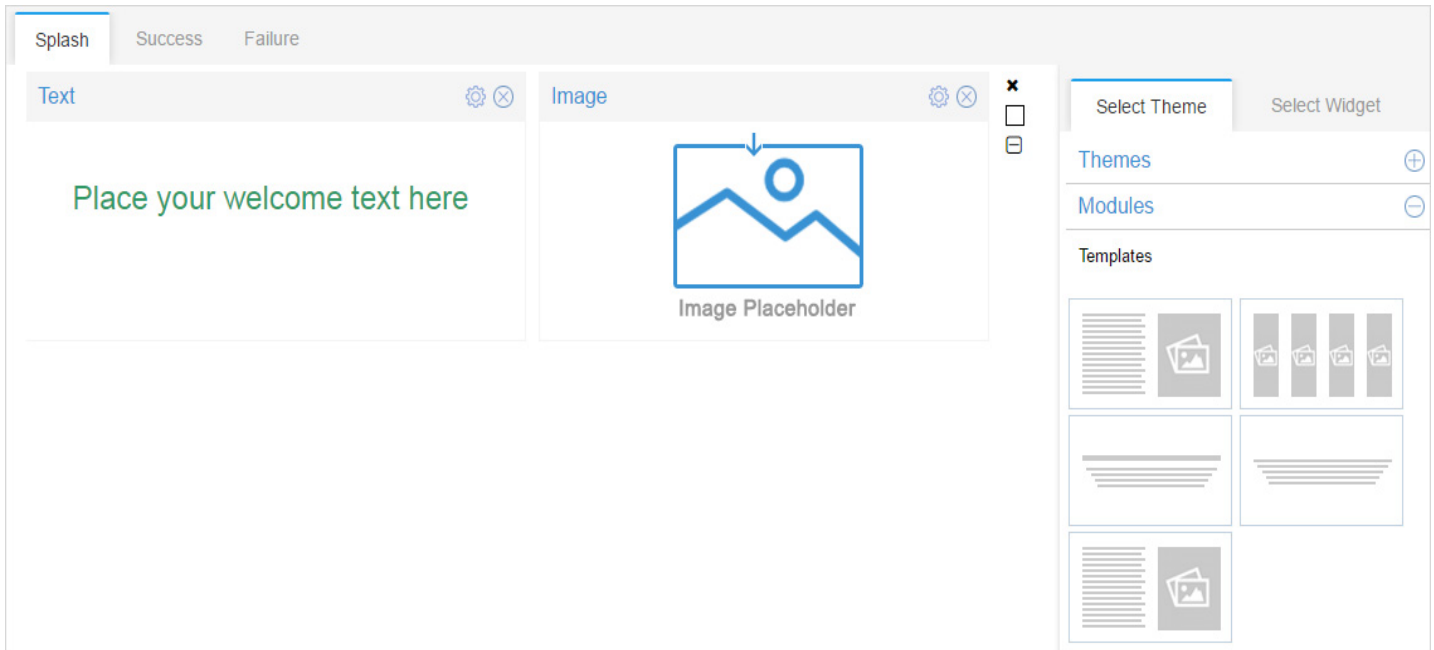 Splash Success Failure
Text
Image
Place your welcome text here
Image Placeholder
Select Theme Select Widget
Themes
Modules
Templates